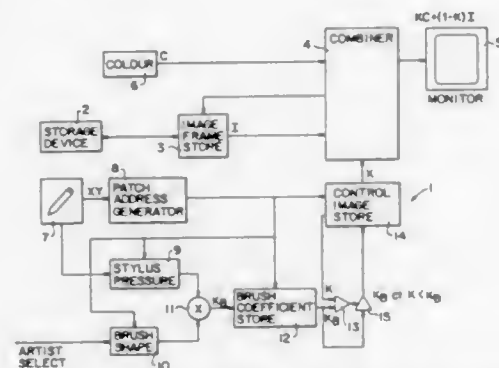 KC+(1-K)I
4
COMBINER
5
COLOUR
C
6
MONITOR
2
STORAGE
DEVICE
IMAGE
FRAME
STORE
I
3
8
K
XY
PATCH
ADDRESS
GENERATOR
CONTROL
IMAGE
STORE
1
7
14
9
STYLUS
PRESSURE
K
KB
11
X
BRUSH
COEFFICIENT
STORE
KB
KB or K<KB
13
15
12
BRUSH
SHAPE
ARTIST
SELECT
10